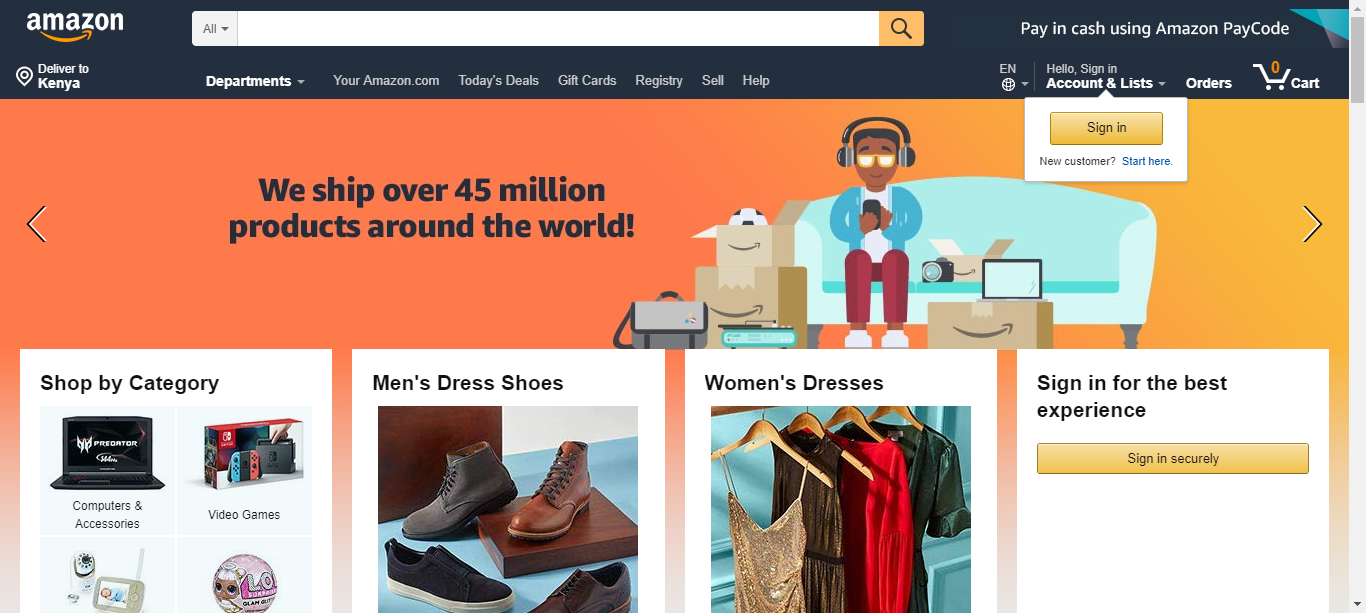 amazon
All
Pay in cash using Amazon PayCode
Deliver to
Kenya
Departments
Your Amazon.com
Today's Deals
Gift Cards
Registry
Sell
Help
EN
Hello, Sign in
Account & Lists
Orders
0
Cart
Sign in
New customer? Start here.
We ship over 45 million
products around the world!
Shop by Category
PREDATOR
Computers &
Accessories
Video Games
L.O.L.
SURPRISE
Men's Dress Shoes
Women's Dresses
Sign in for the best
experience
Sign in securely